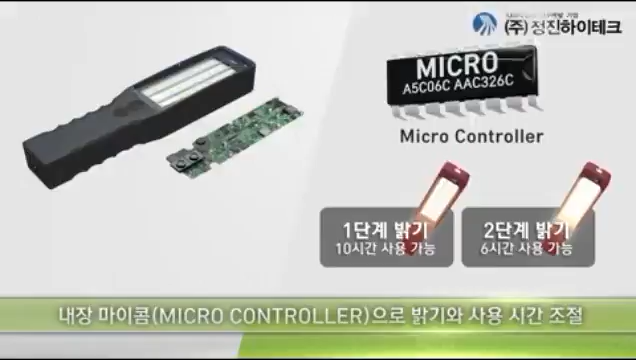 (주)정진하이테크
MICRO
A5C06C AAC326C
Micro Controller
1단계 밝기
10시간 사용 가능
2단계 밝기
6시간 사용 가능
내장 마이콤(MICRO CONTROLLER)으로 밝기와 사용 시간 조절